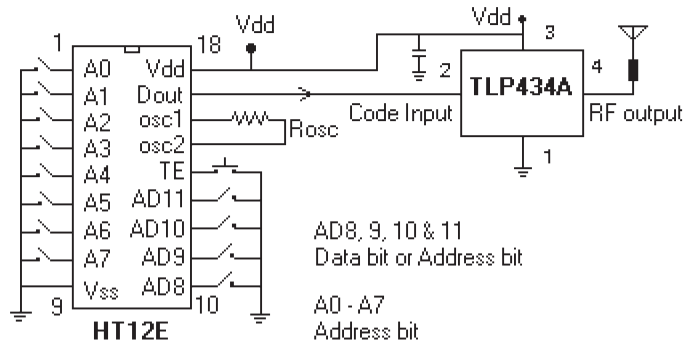 1
18
Vdd
Vdd
3
A0
Vdd
2
4
A1
Dout
TLP434A
A2
osc1
Code Input
RF output
A3
osc2
Rosc
A4
TE
1
A5
AD11
A6
AD10
AD8, 9, 10 & 11
A7
AD9
Data bit or Address bit
Vss
AD8
9
10
A0 - A7
HT12E
Address bit